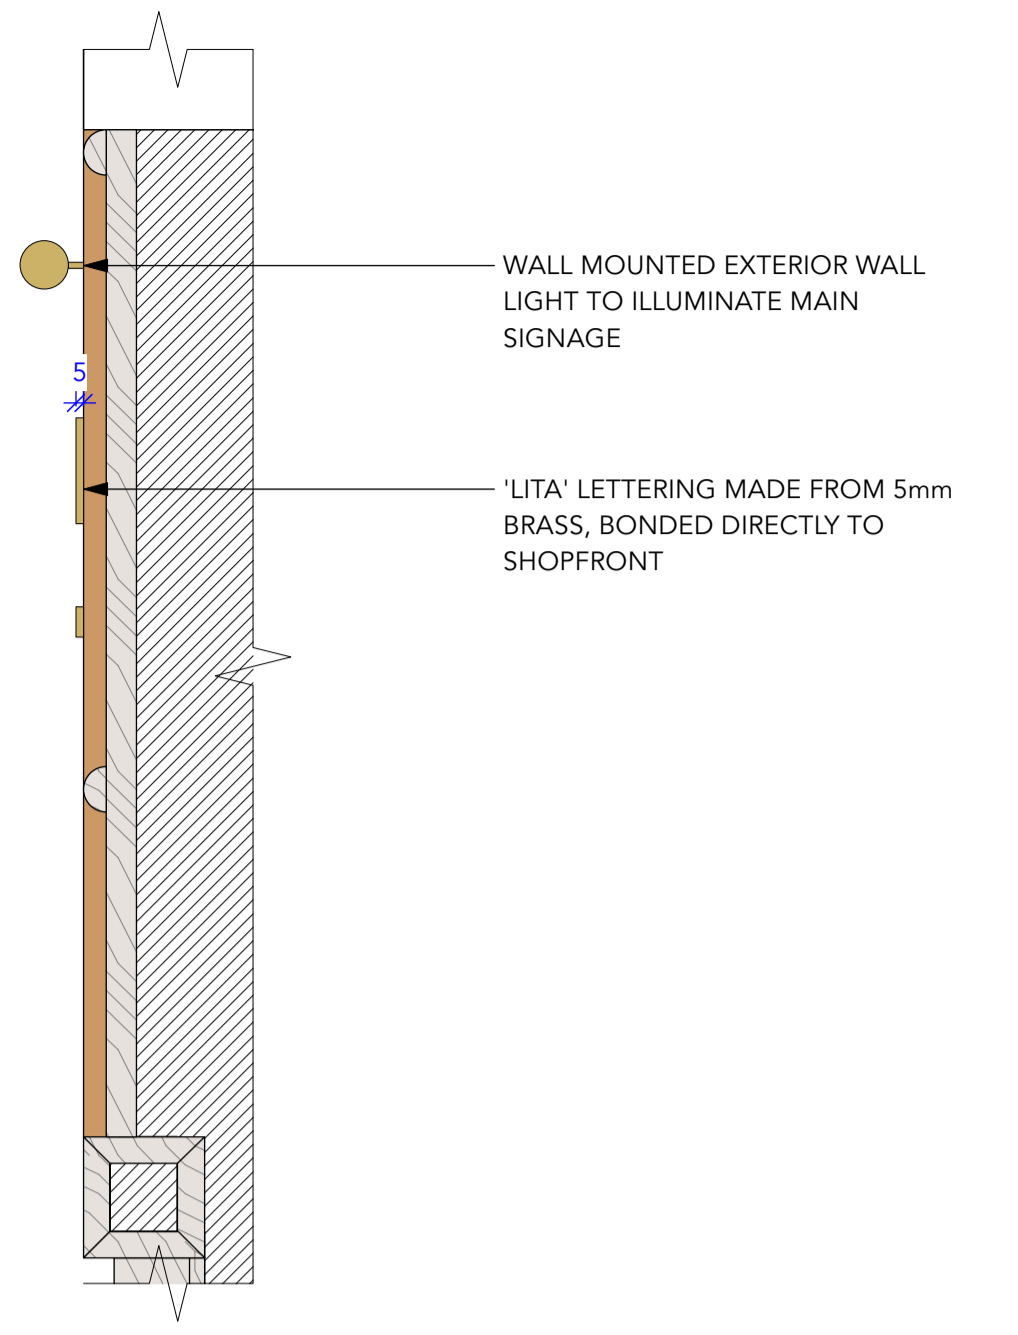 WALL MOUNTED EXTERIOR WALL
LIGHT TO ILLUMINATE MAIN
SIGNAGE
5
'LITA' LETTERING MADE FROM 5mm
BRASS, BONDED DIRECTLY TO
SHOPFRONT